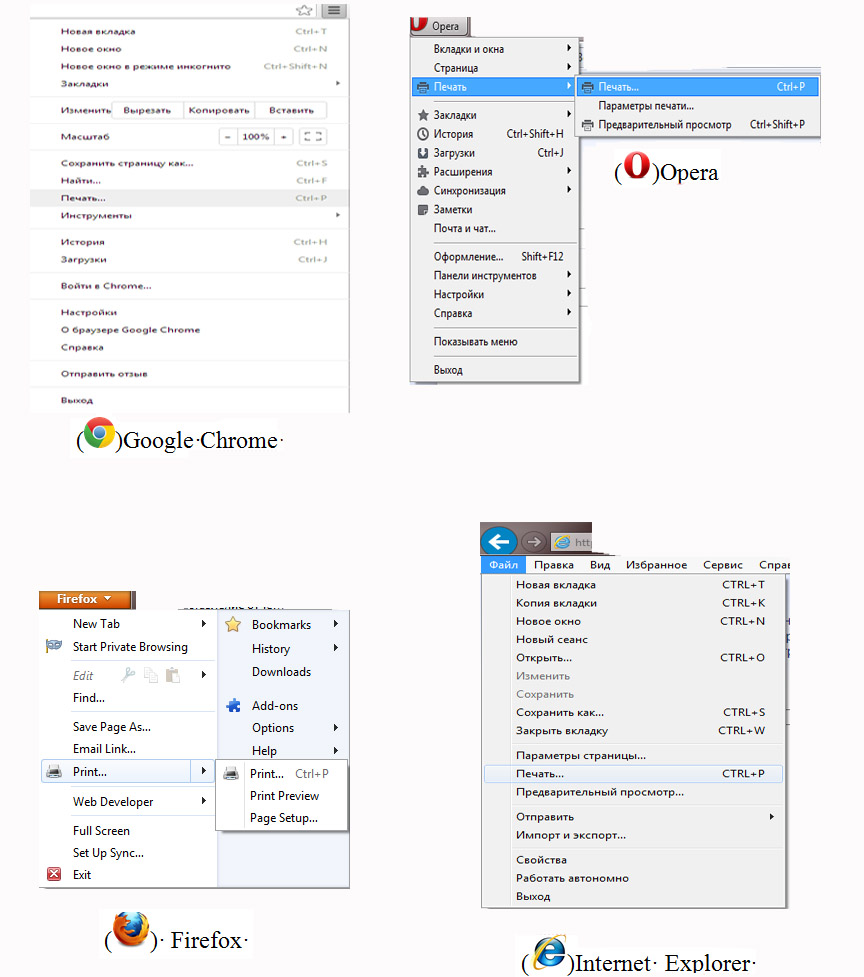 Новая вкладка Ctrl+T
Новое окно Ctrl+N
Новое окно в режиме инкогнито Ctrl+Shift+N
Закладки
Изменить Вырезать Копировать Вставить
Масштаб − 100% +
Сохранить страницу как... Ctrl+S
Найти... Ctrl+F
Печать... Ctrl+P
Инструменты
История Ctrl+H
Загрузки Ctrl+J
Войти в Chrome...
Настройки
О браузере Google Chrome
Справка
Отправить отзыв
Выход
()Google·Chrome·
Opera
Вкладки и окна
Страница
Печать
Закладки
История Ctrl+Shift+H
Загрузки Ctrl+J
Расширения
Синхронизация
Заметки
Почта и чат...
Оформление... Shift+F12
Панели инструментов
Настройки
Справка
Показывать меню
Выход
Печать... Ctrl+P
Параметры печати...
Предварительный просмотр Ctrl+Shift+P
()Opera
Firefox
New Tab
Start Private Browsing
Edit
Find...
Save Page As...
Email Link...
Print...
Web Developer
Full Screen
Set Up Sync...
Exit
Bookmarks
History
Downloads
Add-ons
Options
Help
Print... Ctrl+P
Print Preview
Page Setup...
()· Firefox·
htt
Файл Правка Вид Избранное Сервис Справ
Новая вкладка CTRL+T
Копия вкладки CTRL+K
Новое окно CTRL+N
Новый сеанс
Открыть... CTRL+O
Изменить
Сохранить
Сохранить как... CTRL+S
Закрыть вкладку CTRL+W
Параметры страницы...
Печать... CTRL+P
Предварительный просмотр...
Отправить
Импорт и экспорт...
Свойства
Работать автономно
Выход
()Internet· Explorer·